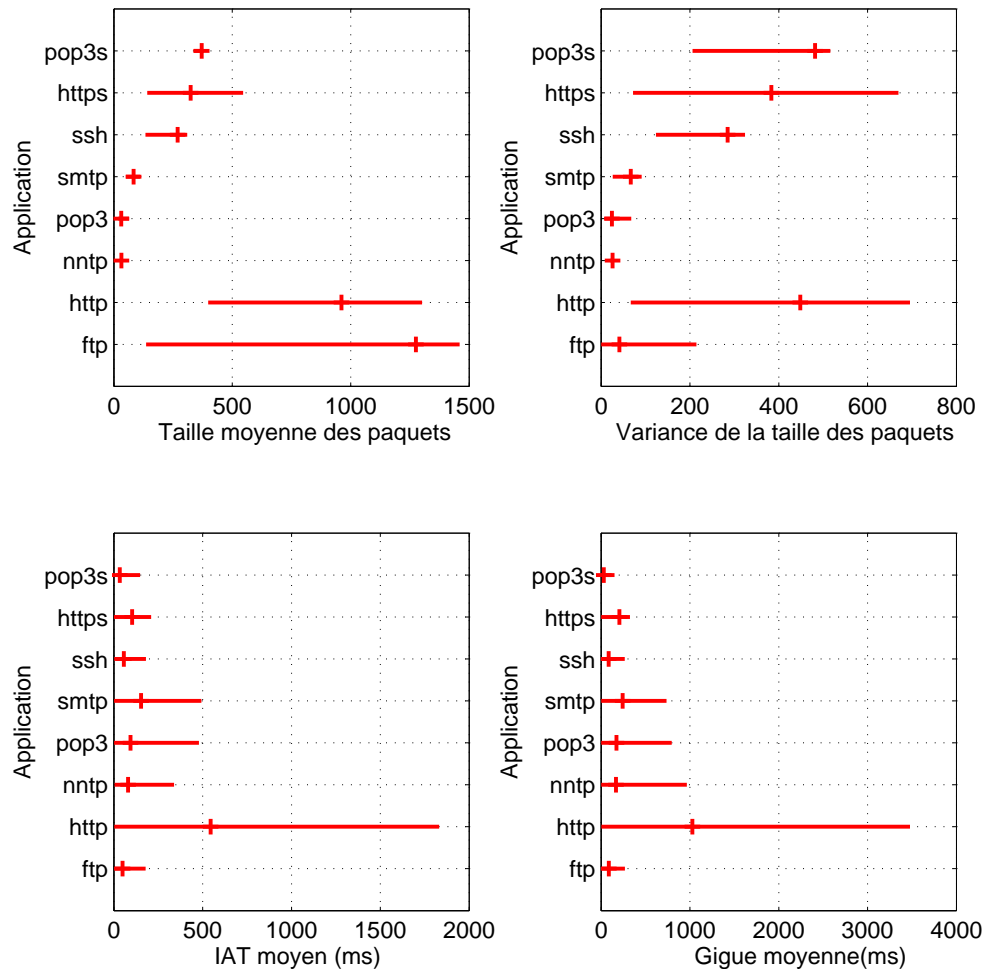 Application
pop3s
https
ssh
smtp
pop3
nntp
http
ftp
0 500 1000 1500
Taille moyenne des paquets
Application
pop3s
https
ssh
smtp
pop3
nntp
http
ftp
0 200 400 600 800
Variance de la taille des paquets
Application
pop3s
https
ssh
smtp
pop3
nntp
http
ftp
0 500 1000 1500 2000
IAT moyen (ms)
Application
pop3s
https
ssh
smtp
pop3
nntp
http
ftp
0 1000 2000 3000 4000
Gigue moyenne(ms)